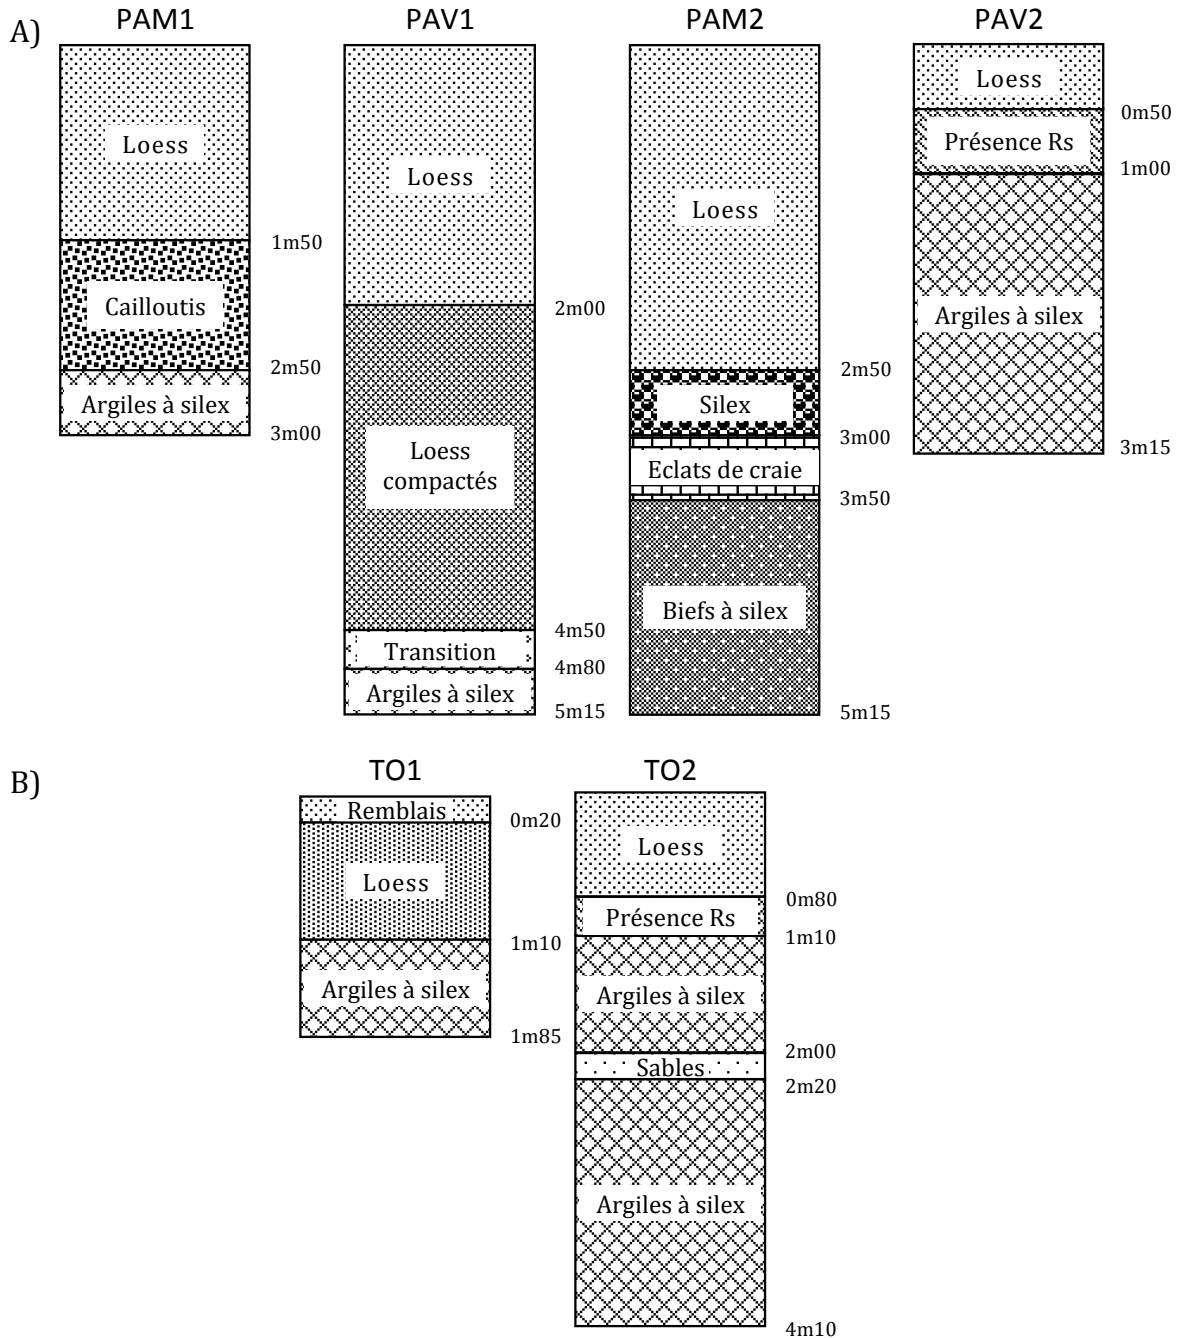 A)
PAM1
Loess
1m50
Cailloutis
2m50
Argiles à silex
3m00
PAV1
Loess
2m00
Loess
compactés
4m50
Transition
4m80
Argiles à silex
5m15
PAM2
Loess
2m50
Silex
3m00
Eclats de craie
3m50
Biefs à silex
5m15
PAV2
Loess
0m50
Présence Rs
1m00
Argiles à silex
3m15
B)
TO1
Remblais
0m20
Loess
1m10
Argiles à silex
1m85
TO2
Loess
0m80
Présence Rs
1m10
Argiles à silex
2m00
Sables
2m20
Argiles à silex
4m10